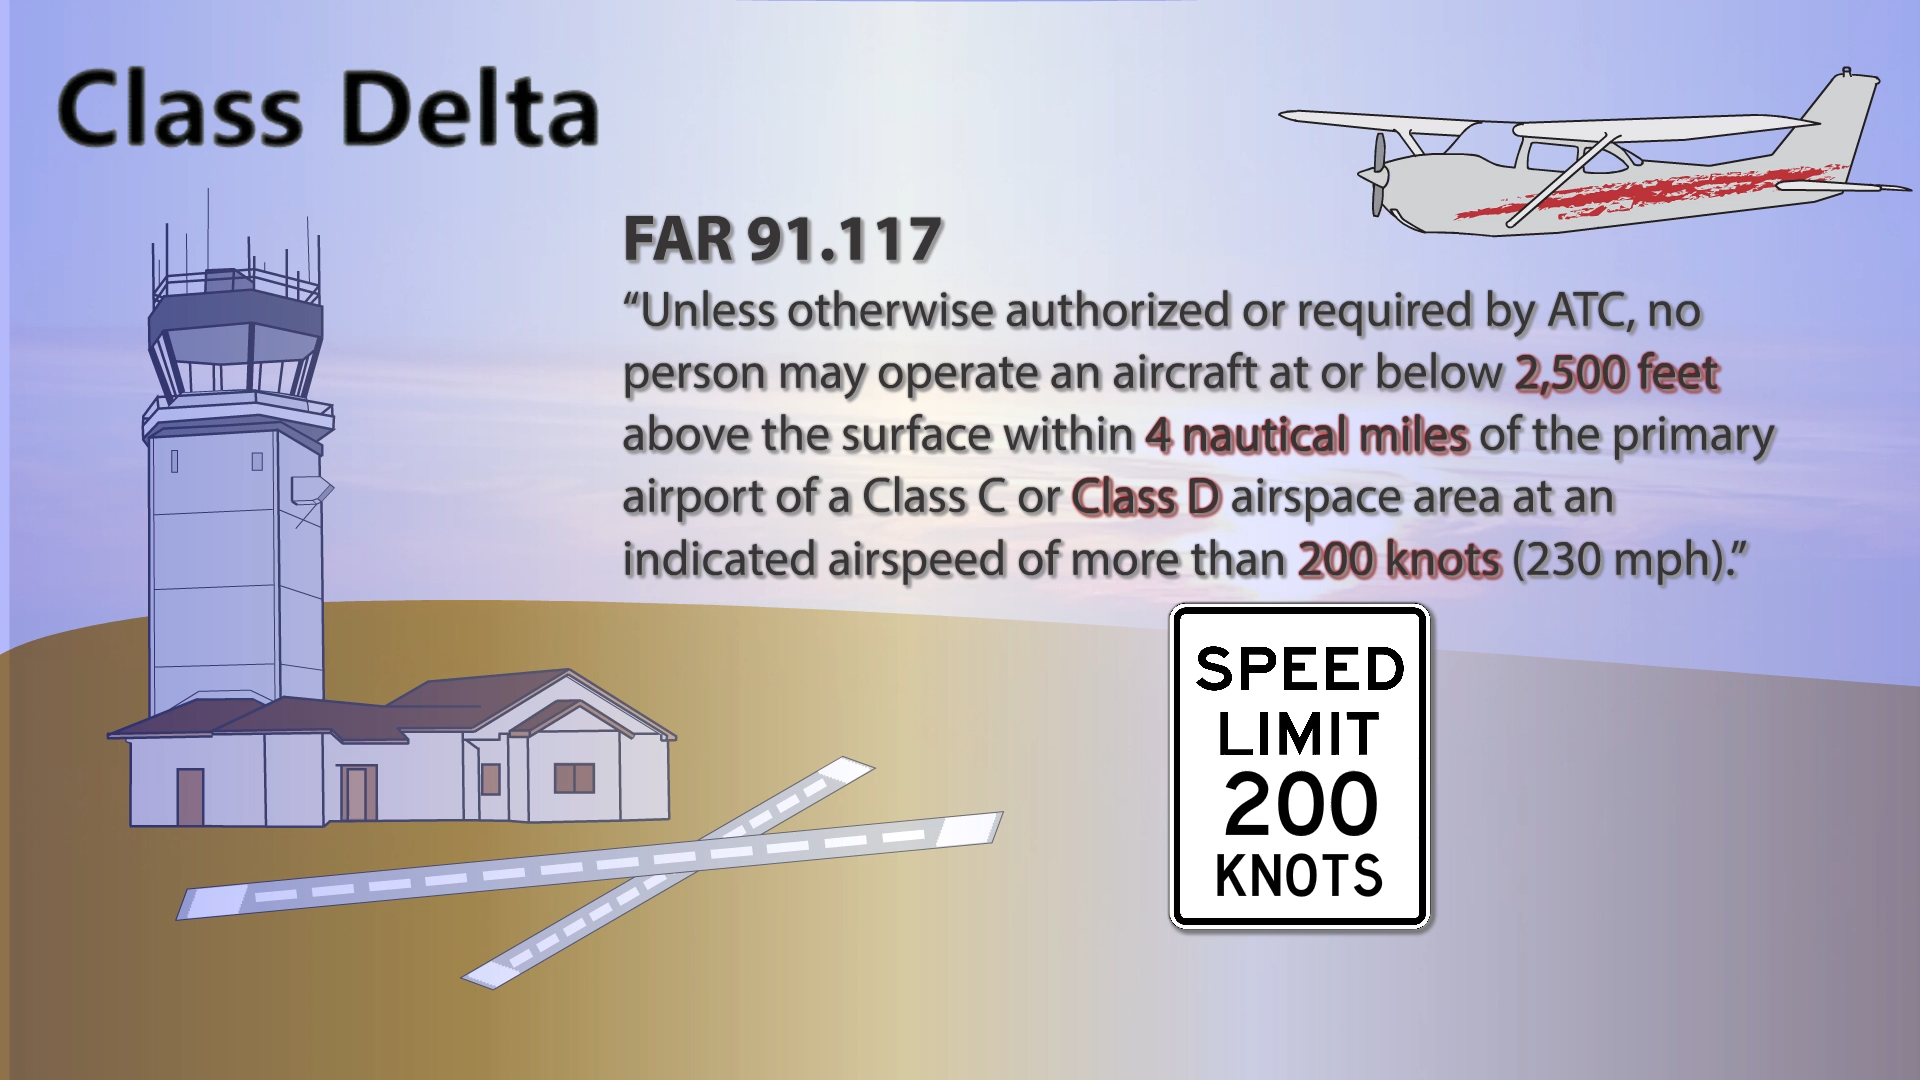 Class Delta
FAR 91.117
“Unless otherwise authorized or required by ATC, no
person may operate an aircraft at or below 2,500 feet
above the surface within 4 nautical miles of the primary
airport of a Class C or Class D airspace area at an
indicated airspeed of more than 200 knots (230 mph).”
SPEED
LIMIT
200
KNOTS